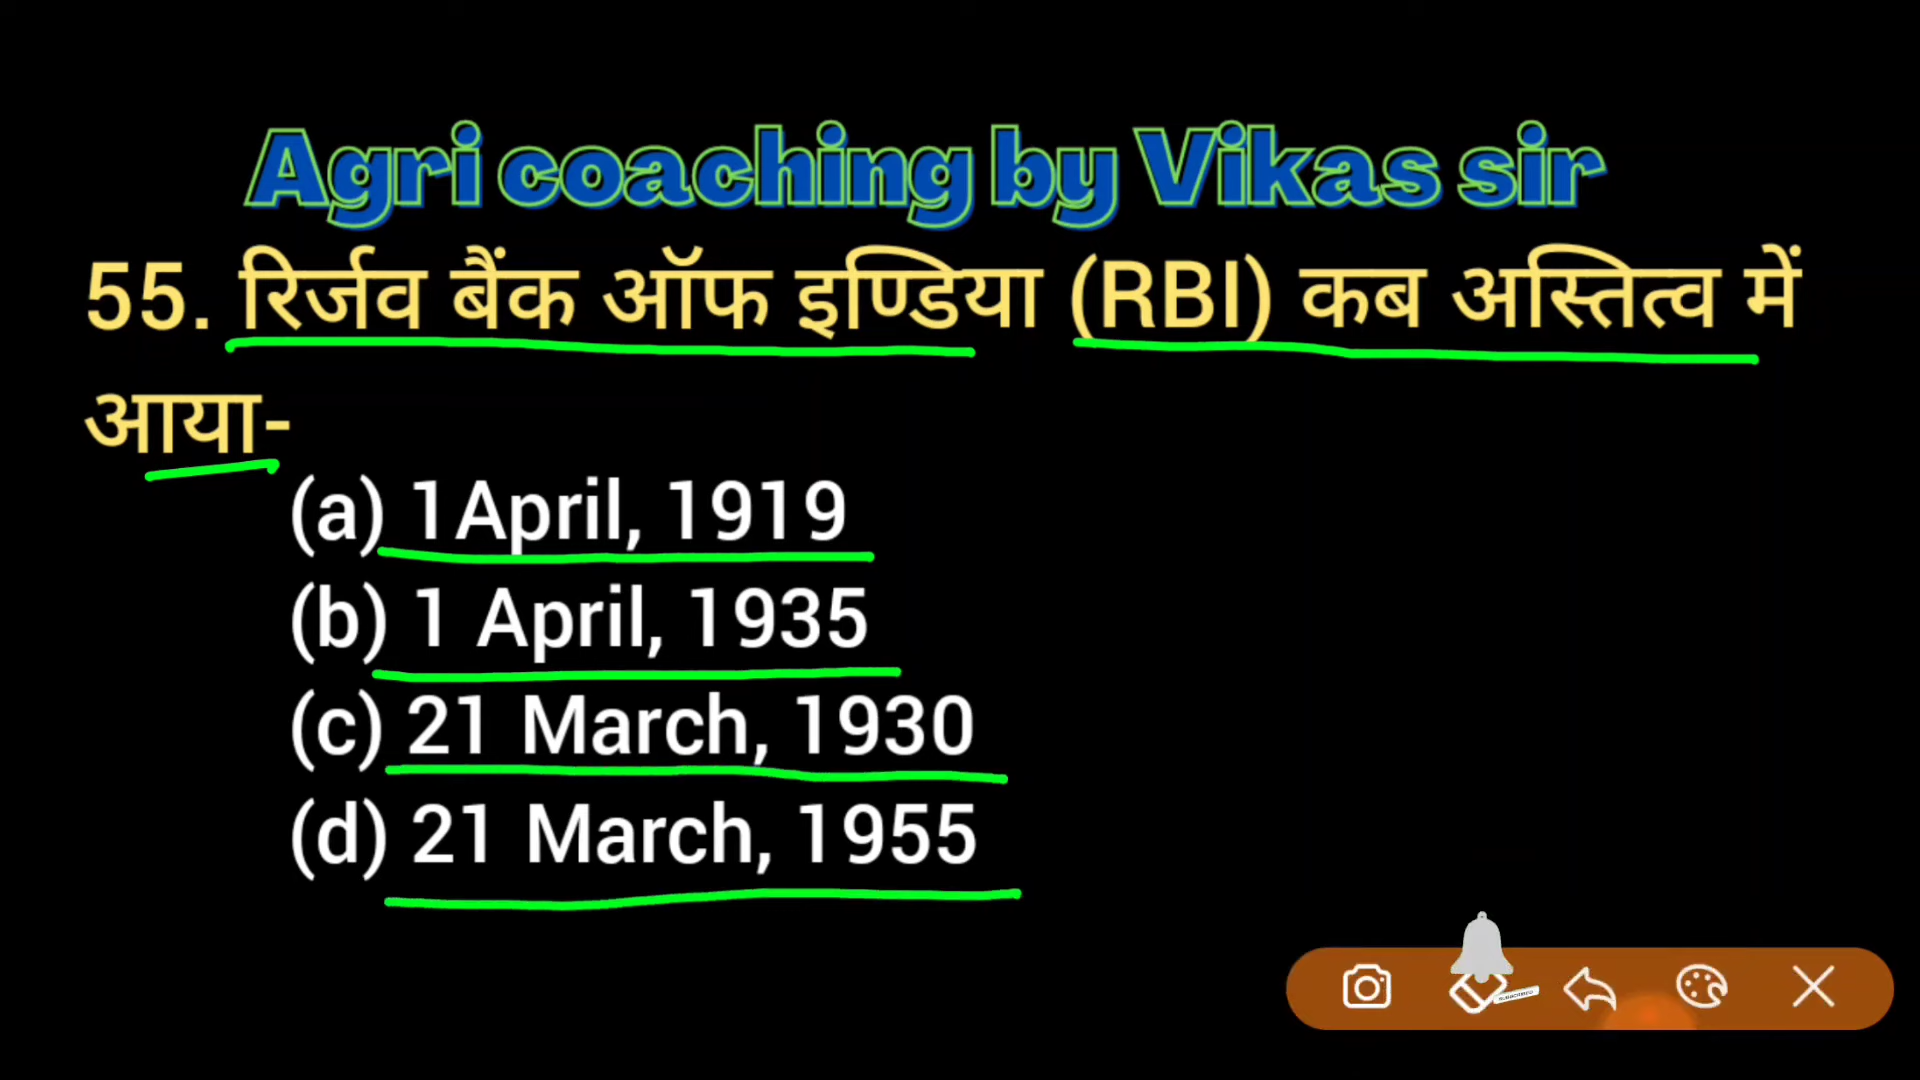 Agri coaching by Vikas sir
55. रिर्जव बैंक ऑफ इण्डिया (RBI) कब अस्तित्व में
आया-
(a) 1April, 1919
(b) 1 April, 1935
(c) 21 March, 1930
(d) 21 March, 1955